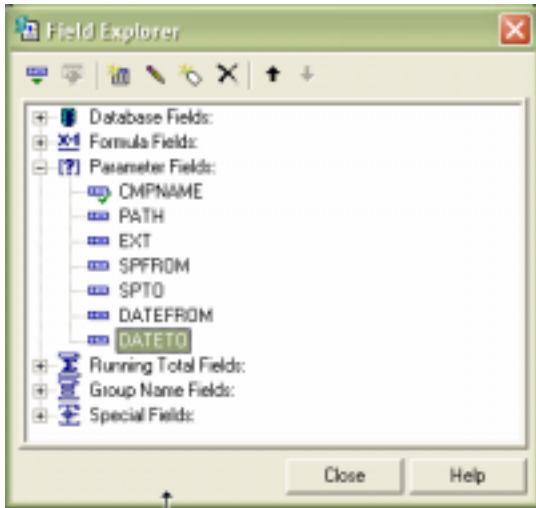 Field Explorer
Database Fields:
Formula Fields:
Parameter Fields:
CMPNAME
PATH
EXT
SPFROM
SPTO
DATEFROM
DATETO
Running Total Fields:
Group Name Fields:
Special Fields:
Close Help